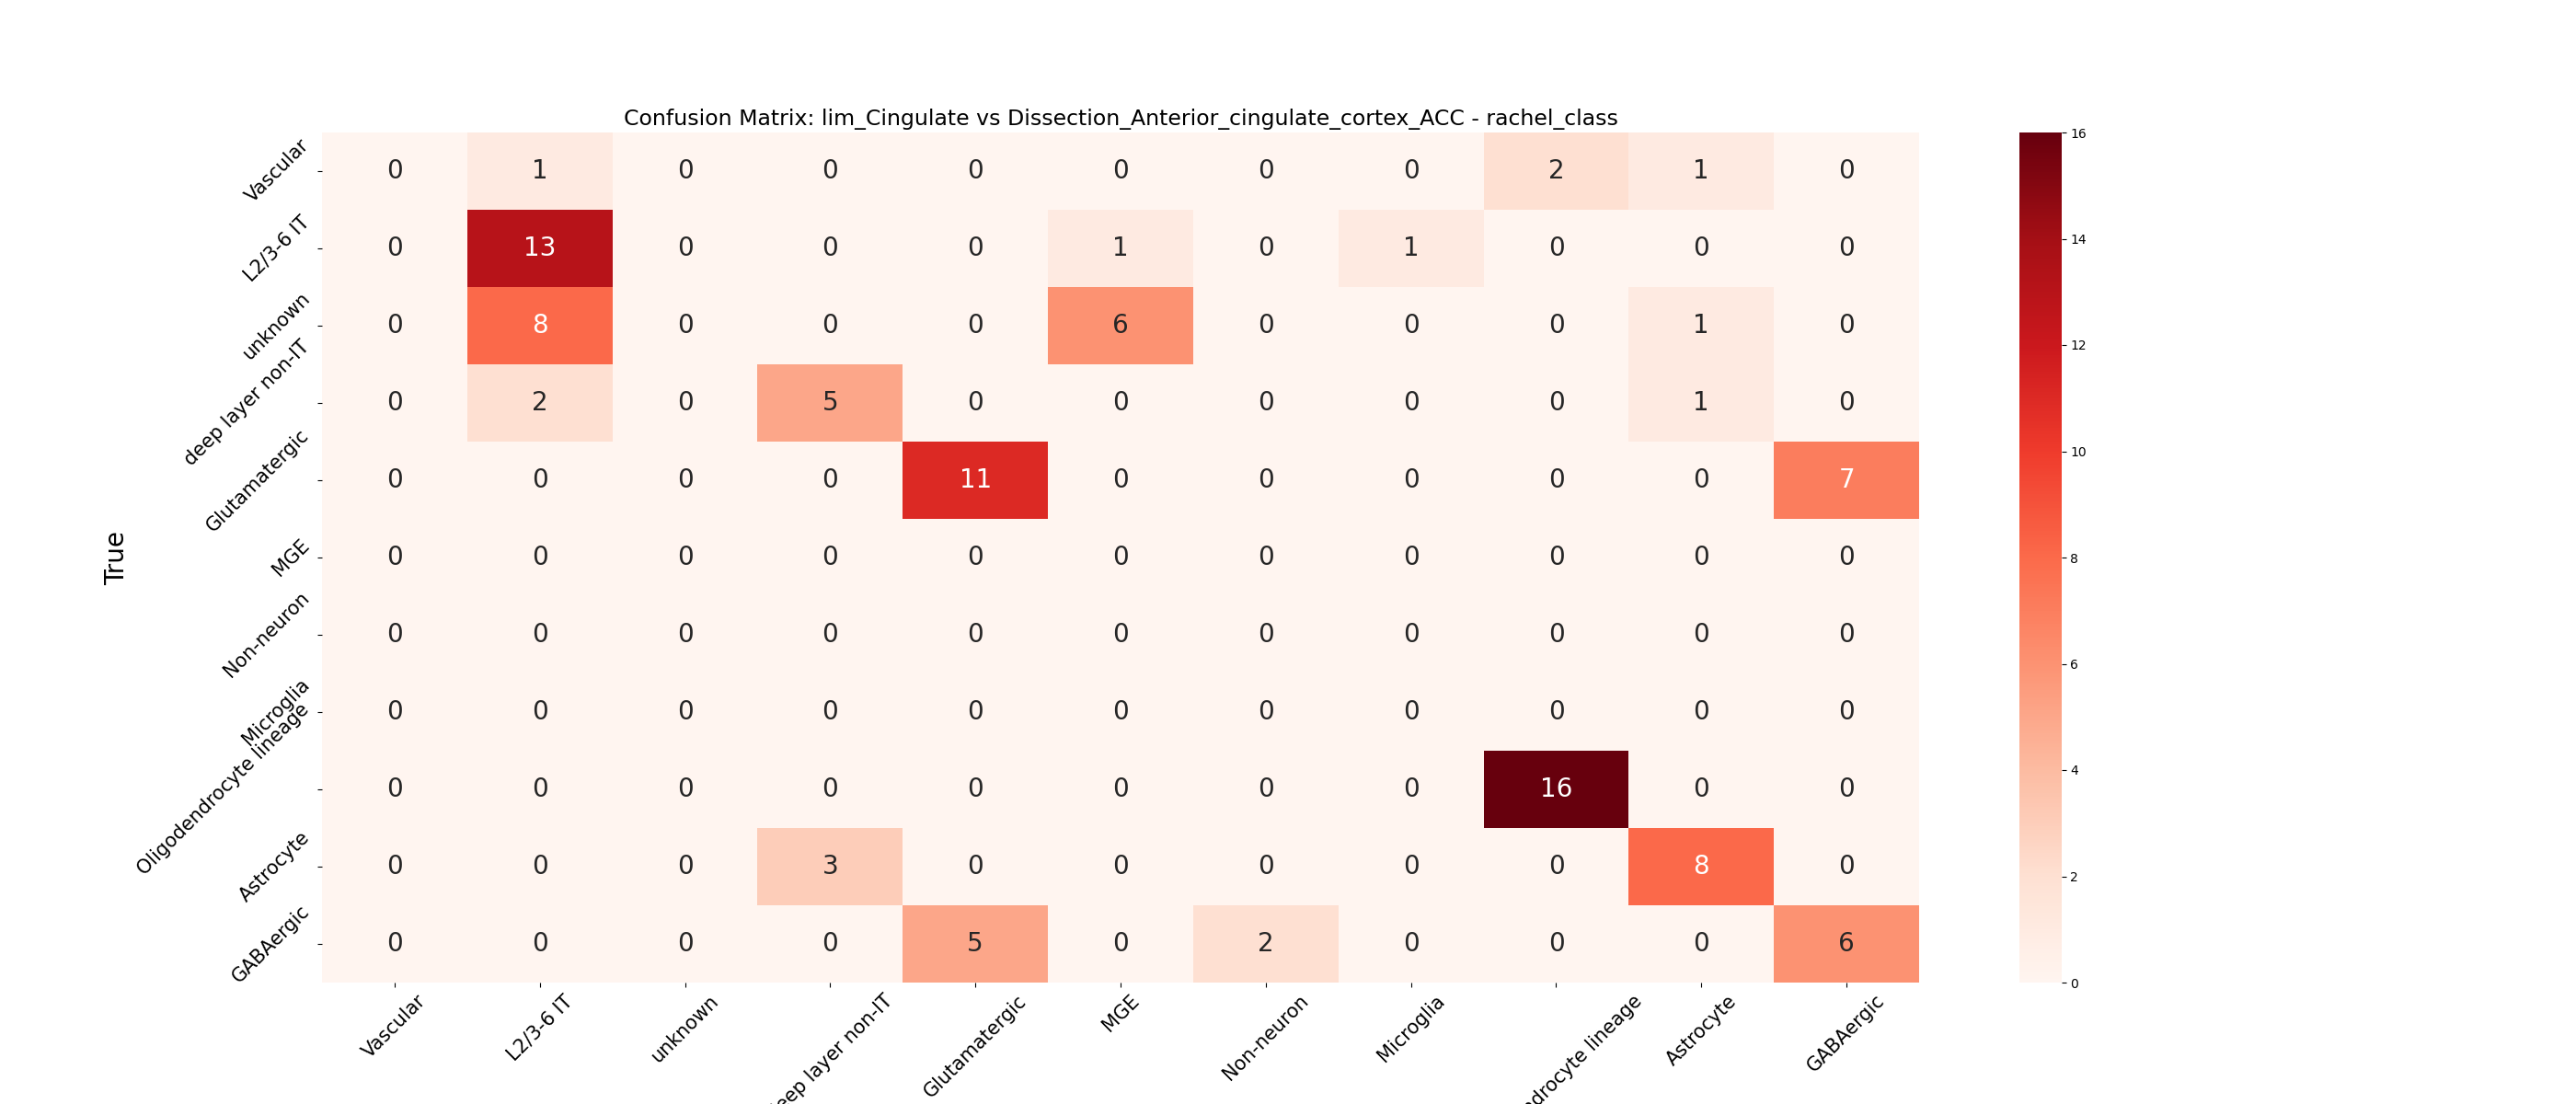 Confusion Matrix: lim_Cingulate vs Dissection_Anterior_cingulate_cortex_ACC - rachel_class
True
Vascular 0 1 0 0 0 0 0 0 2 1 0
L2/3-6 IT 0 13 0 0 0 1 0 1 0 0 0
unknown 0 8 0 0 0 6 0 0 0 1 0
deep layer non-IT 0 2 0 5 0 0 0 0 0 1 0
Glutamatergic 0 0 0 0 11 0 0 0 0 0 7
MGE 0 0 0 0 0 0 0 0 0 0 0
Non-neuron 0 0 0 0 0 0 0 0 0 0 0
Microglia 0 0 0 0 0 0 0 0 0 0 0
Oligodendrocyte lineage 0 0 0 0 0 0 0 0 16 0 0
Astrocyte 0 0 0 3 0 0 0 0 0 8 0
GABAergic 0 0 0 0 5 0 2 0 0 0 6
Vascular
L2/3-6 IT
unknown
layer non-IT
Glutamatergic
MGE
Non-neuron
Microglia
lineage
Astrocyte
GABAergic
16
14
12
10
8
6
4
2
0